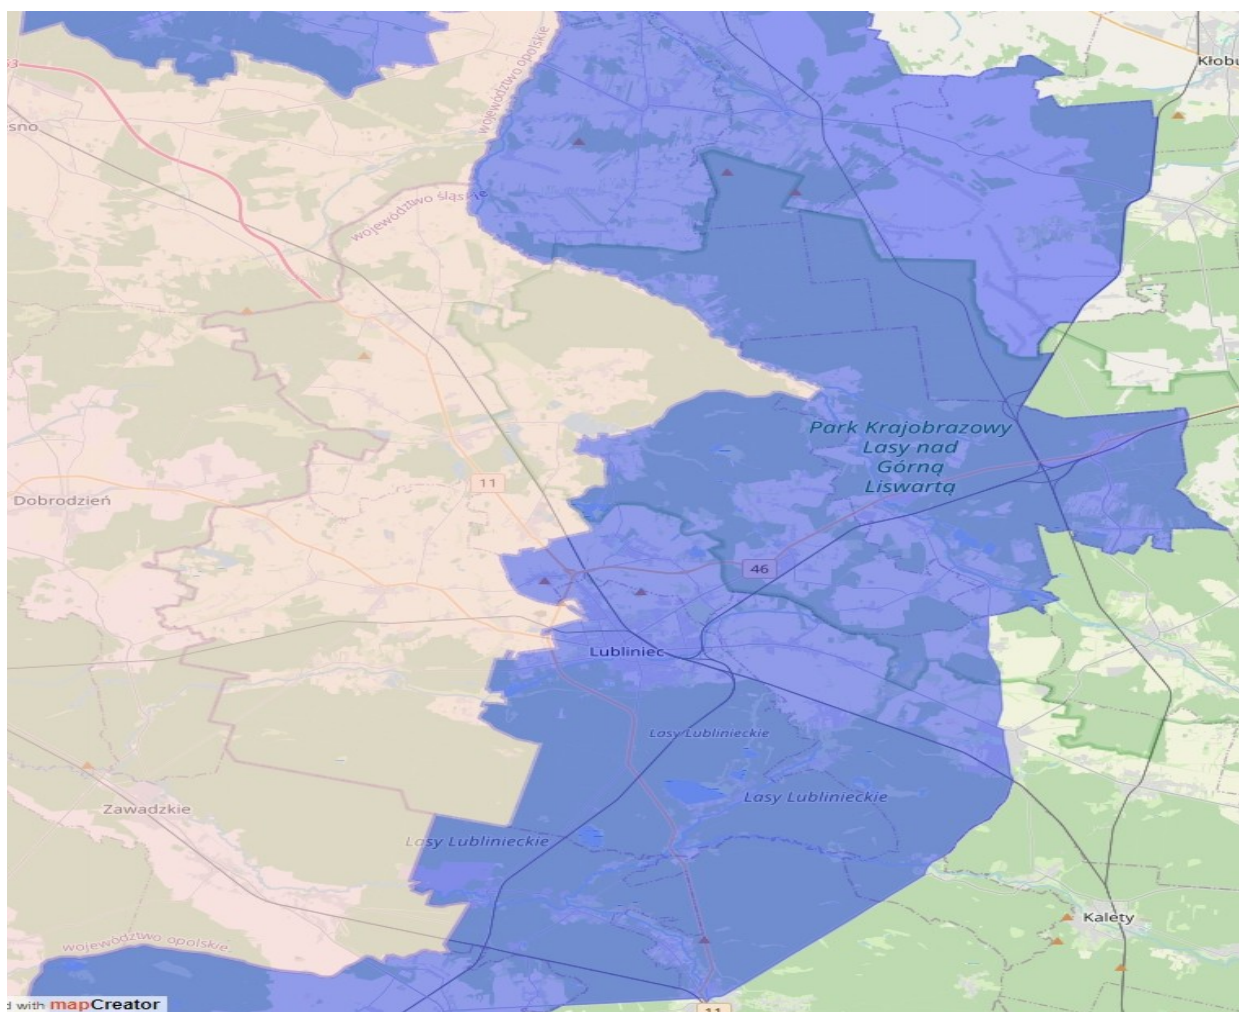 Kłobu
53
sno
województwo opolskie
województwo śląskie
Park Krajobrazowy
Lasy nad
Górną
Liswartą
11
Dobrodzień
46
Lubliniec
Lasy Lublinieckie
Lasy Lublinieckie
Zawadzkie
Lasy Lublinieckie
Kalety
województwo opolskie
d with mapCreator
11